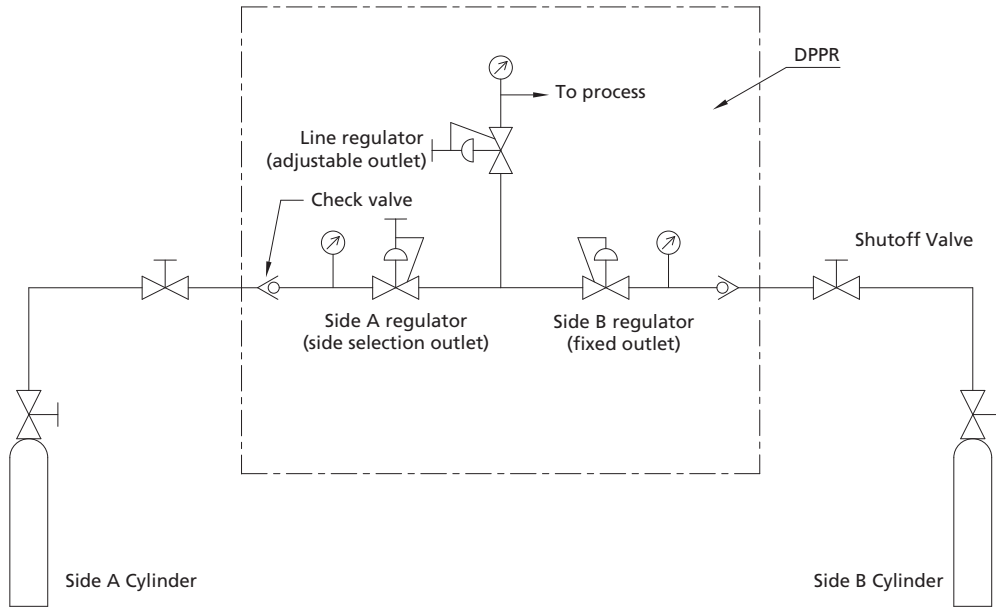 DPPR
To process
Line regulator
(adjustable outlet)
Check valve
Shutoff Valve
Side A regulator
(side selection outlet)
Side B regulator
(fixed outlet)
Side A Cylinder
Side B Cylinder